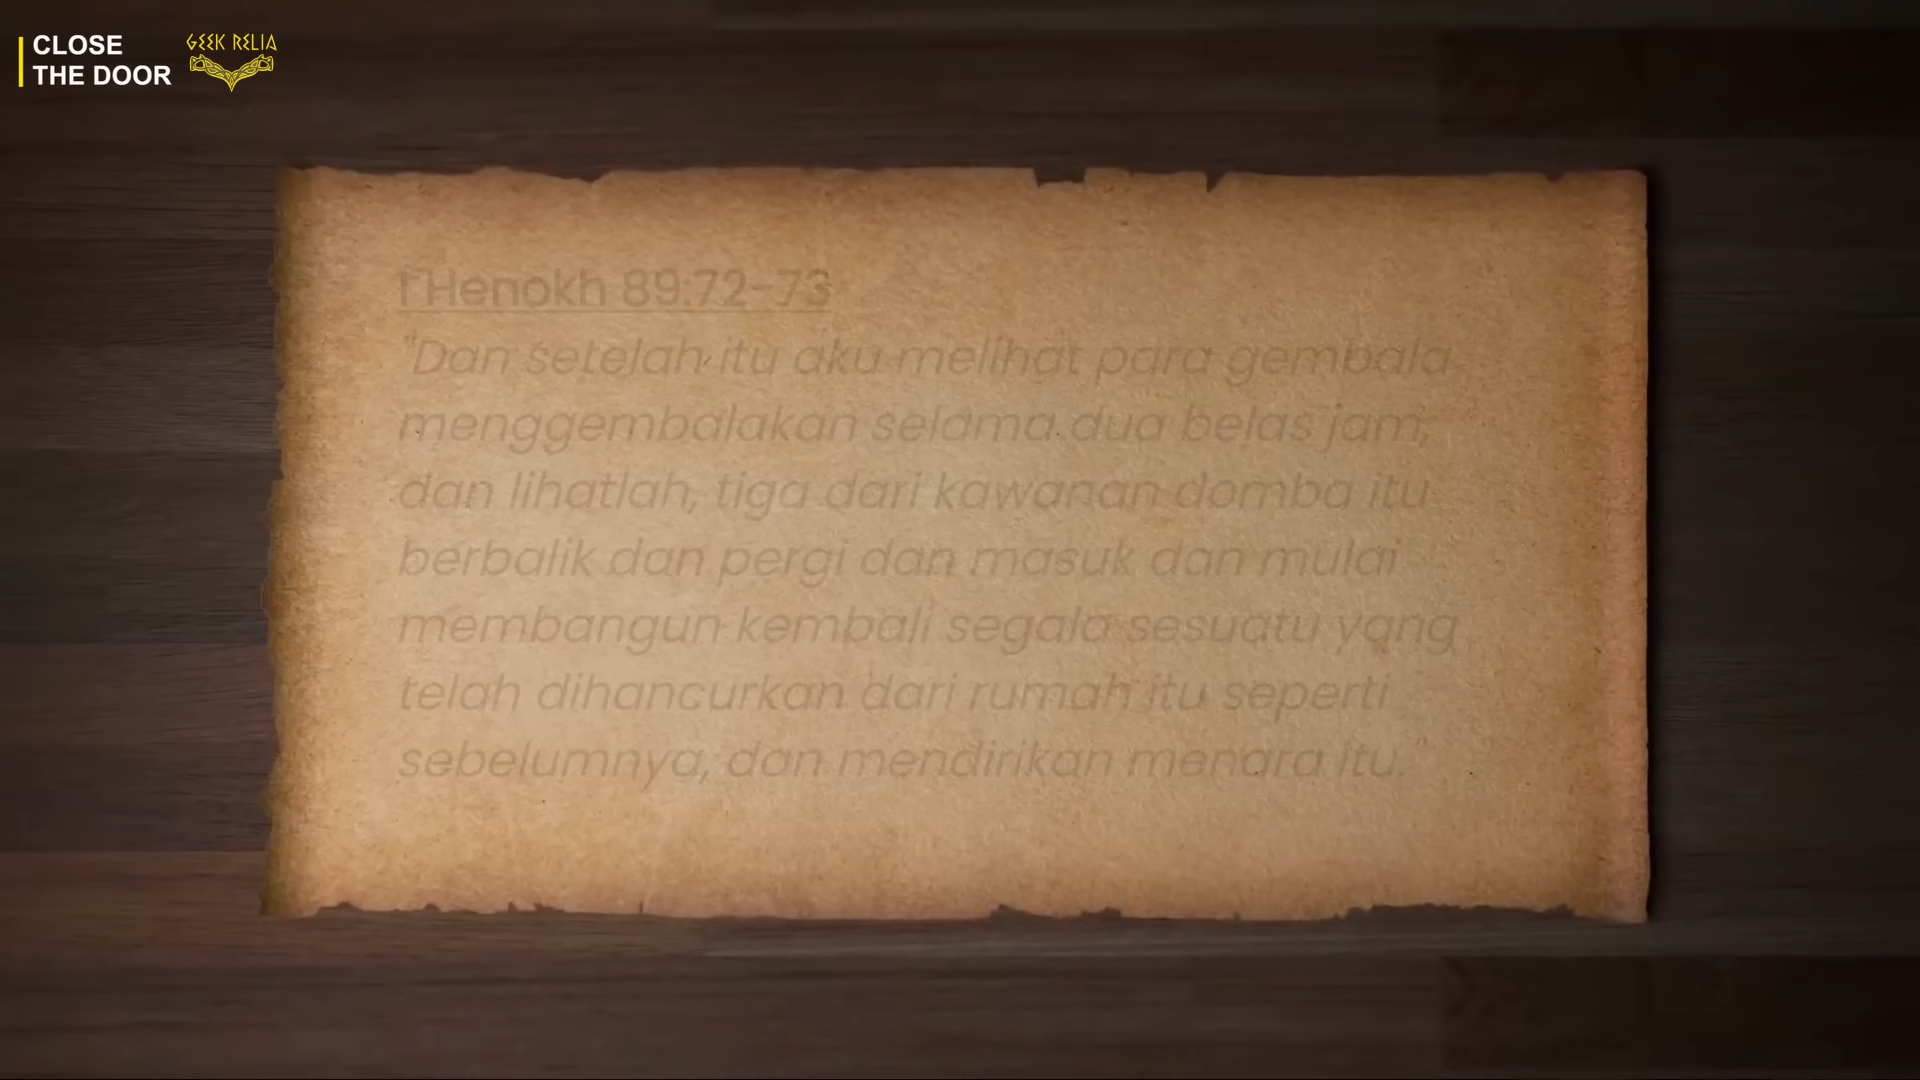 CLOSE
THE DOOR
GEEK RELIA
1 Henokh 89:72-73
"Dan setelah itu aku melihat para gembala
menggembalakan selama dua belas jam,
dan lihatlah, tiga dari kawanan domba itu
berbalik dan pergi dan masuk dan mulai
membangun kembali segala sesuatu yang
telah dihancurkan dari rumah itu seperti
sebelumnya, dan mendirikan menara itu."